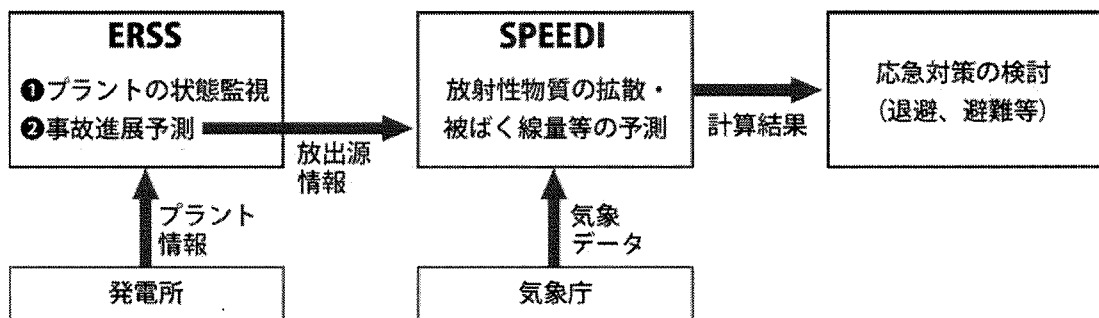 ERSS
❶プラントの状態監視
❷事故進展予測
放出源
情報
プラント
情報
発電所
SPEEDI
放射性物質の拡散・
被ばく線量等の予測
気象
データ
気象庁
計算結果
応急対策の検討
(退避、避難等)